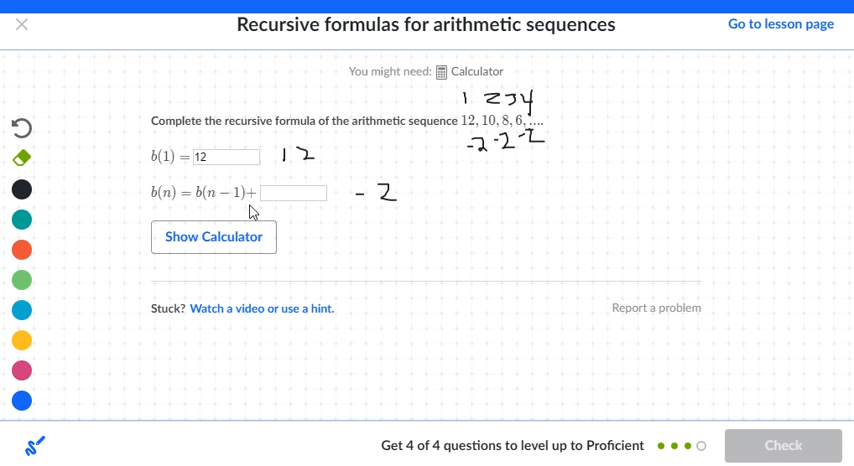 Recursive formulas for arithmetic sequences
Go to lesson page
You might need: Calculator
1 2 3 4
Complete the recursive formula of the arithmetic sequence 12, 10, 8, 6, ....
-2 -2 -2
b(1) = 12 12
b(n) = b(n − 1)+ - 2
Show Calculator
Stuck? Watch a video or use a hint.
Report a problem
Get 4 of 4 questions to level up to Proficient
Check